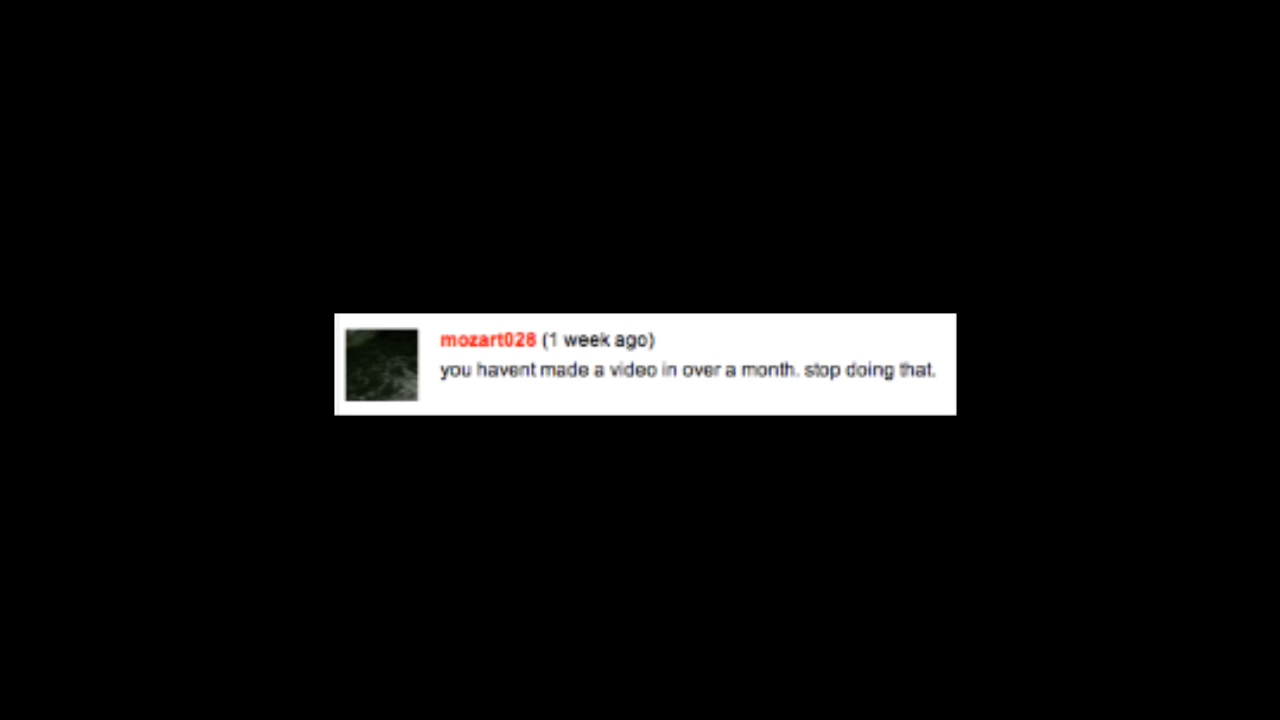 mozart028 (1 week ago)
you havent made a video in over a month. stop doing that.